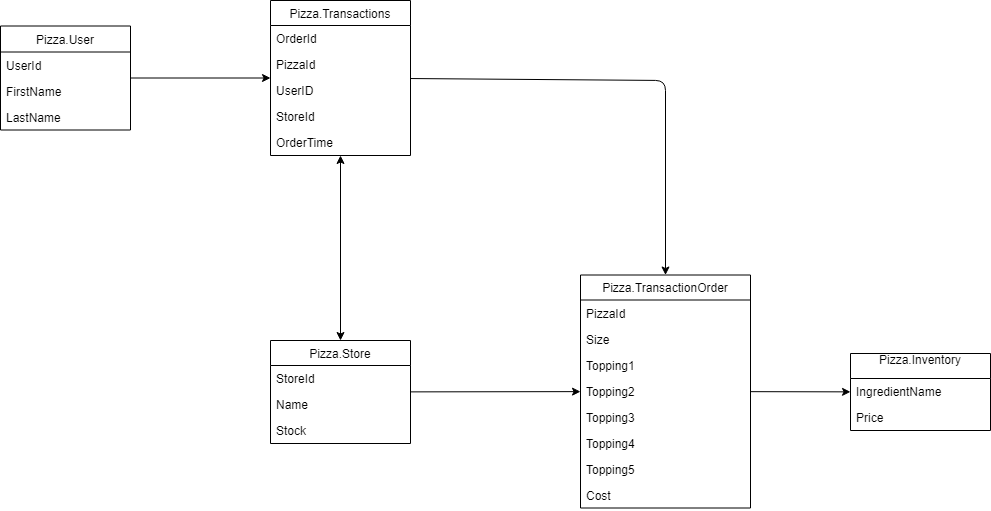 Pizza.User
UserId
FirstName
LastName
Pizza.Transactions
OrderId
PizzaId
UserID
StoreId
OrderTime
Pizza.Store
StoreId
Name
Stock
Pizza.TransactionOrder
PizzaId
Size
Topping1
Topping2
Topping3
Topping4
Topping5
Cost
Pizza.Inventory
IngredientName
Price